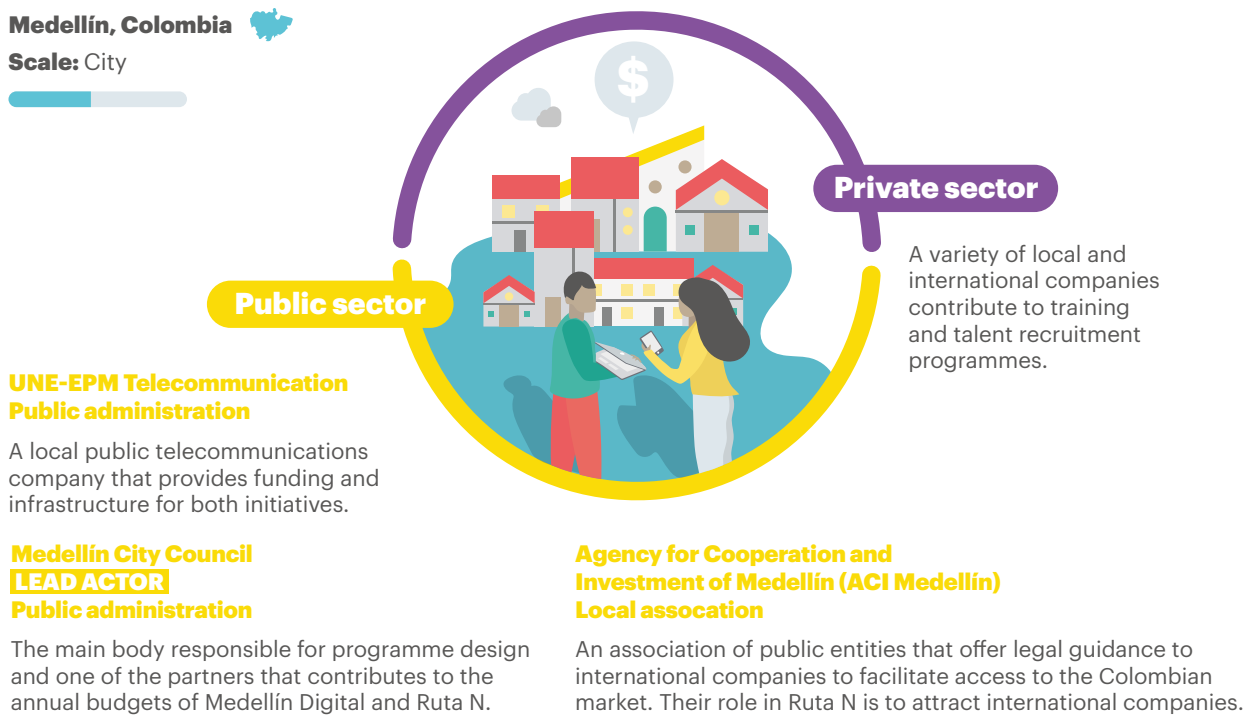 Medellín, Colombia
Scale: City
$
Private sector
A variety of local and
international companies
contribute to training
and talent recruitment
programmes.
Public sector
UNE-EPM Telecommunication
Public administration
A local public telecommunications
company that provides funding and
infrastructure for both initiatives.
Medellín City Council
LEAD ACTOR
Public administration
The main body responsible for programme design
and one of the partners that contributes to the
annual budgets of Medellín Digital and Ruta N.
Agency for Cooperation and
Investment of Medellín (ACI Medellín)
Local assocation
An association of public entities that offer legal guidance to
international companies to facilitate access to the Colombian
market. Their role in Ruta N is to attract international companies.